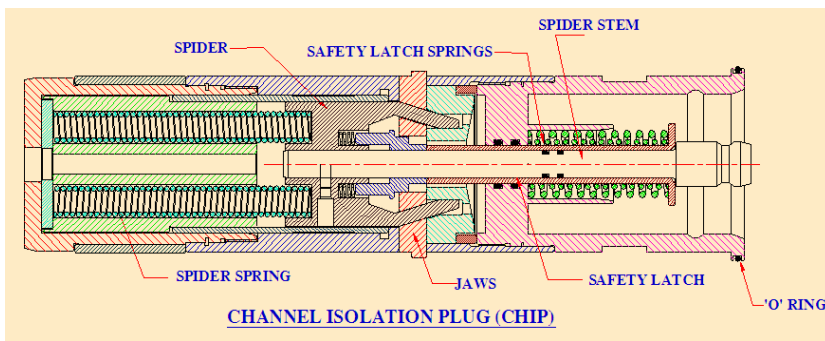 SPIDER STEM
SPIDER
SAFETY LATCH SPRINGS
SPIDER SPRING
JAWS
SAFETY LATCH
'O' RING
CHANNEL ISOLATION PLUG (CHIP)